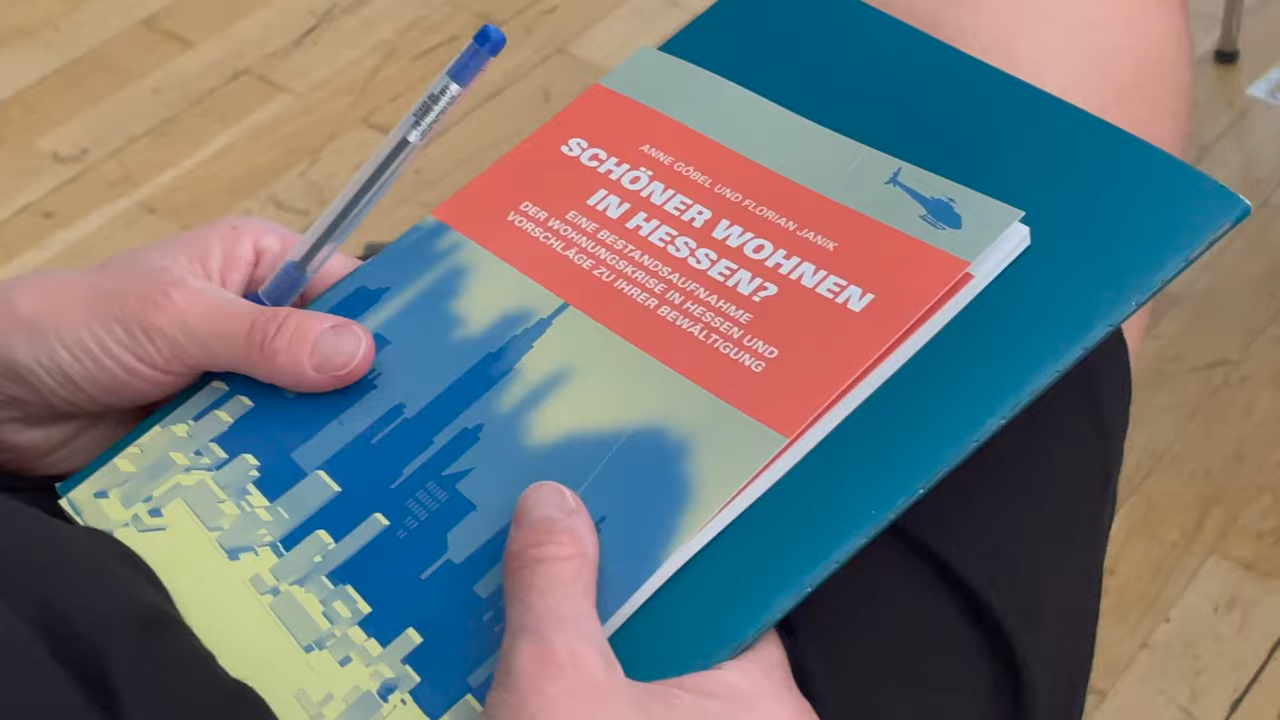 ANNE GÖBEL UND FLORIAN JANIK
SCHÖNER WOHNEN
IN HESSEN?
EINE BESTANDSAUFNAHME
DER WOHNUNGSKRISE IN HESSEN UND
VORSCHLÄGE ZU IHRER BEWÄLTIGUNG